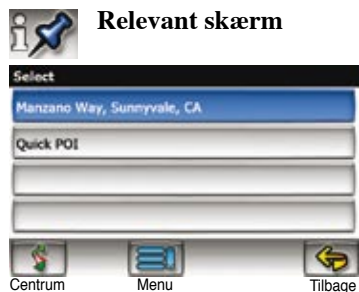 Relevant skærm
Select
Manzano Way, Sunnyvale, CA
Quick POI
Centrum Menu Tilbage